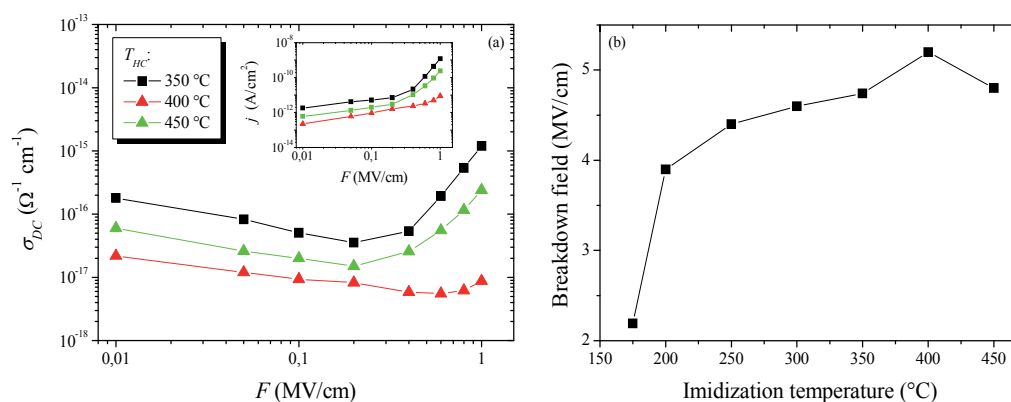 (a)
T_HC:
350 °C
400 °C
450 °C
10^-13
10^-14
10^-15
10^-16
10^-17
10^-18
σ_DC (Ω^-1 cm^-1)
0,01
0,1
1
F (MV/cm)
10^-8
10^-10
10^-12
10^-14
j (A/cm^2)
0,01
0,1
1
F (MV/cm)
(b)
5
4
3
2
Breakdown field (MV/cm)
150
200
250
300
350
400
450
Imidization temperature (°C)